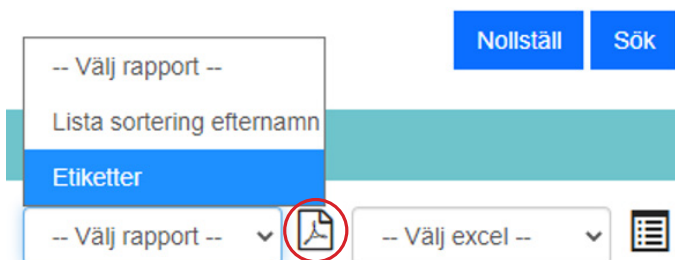 Nollställ Sök
-- Välj rapport --
Lista sortering efternamn
Etiketter
-- Välj rapport -- -- Välj excel --